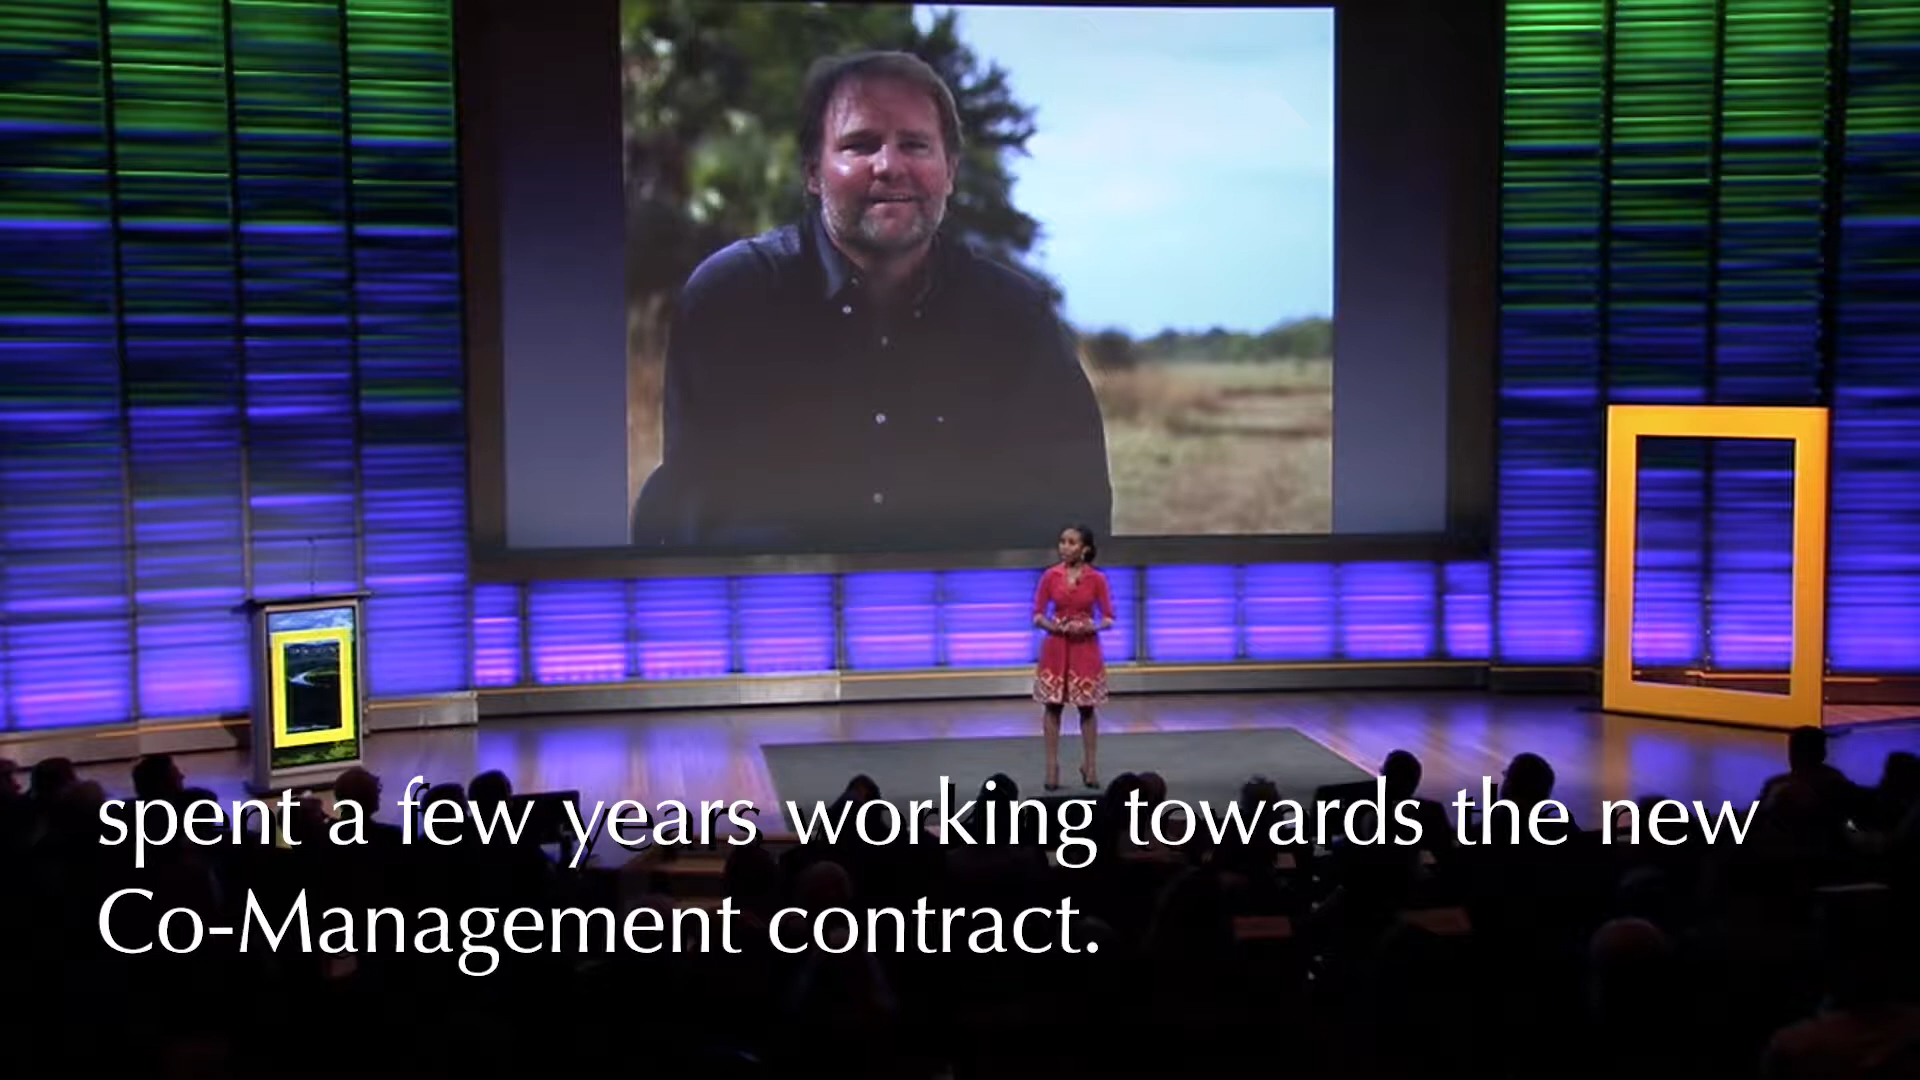 spent a few years working towards the new
Co-Management contract.